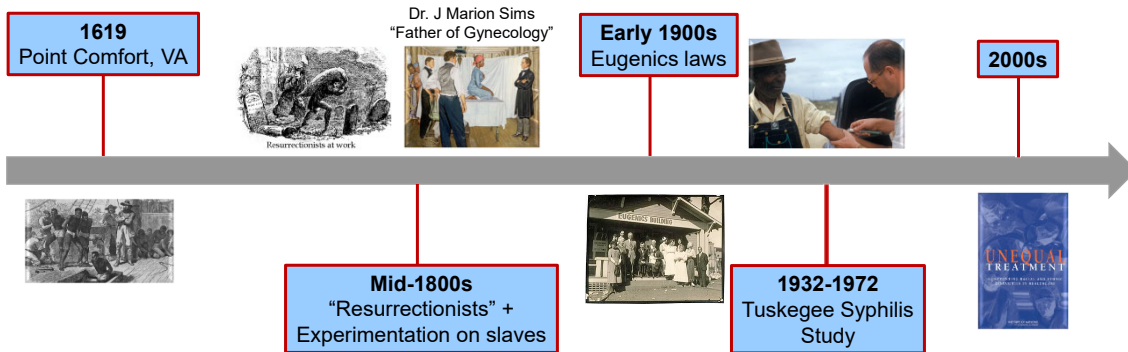 1619
Point Comfort, VA
Dr. J Marion Sims
“Father of Gynecology”
Early 1900s
Eugenics laws
2000s
Resurrectionists at work
EUGENICS BUILDING
UNEQUAL
TREATMENT
Mid-1800s
“Resurrectionists” +
Experimentation on slaves
1932-1972
Tuskegee Syphilis
Study